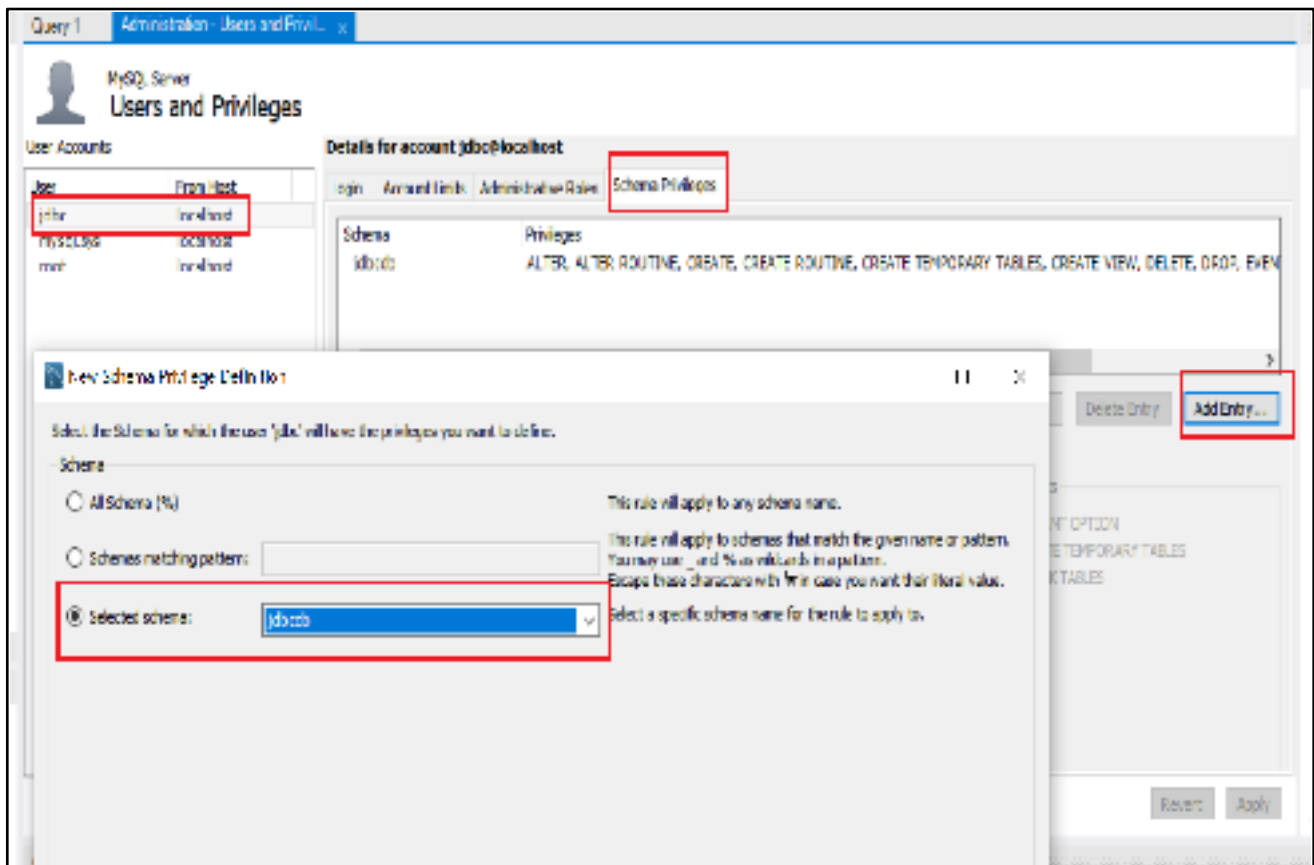 Query 1
Administration - Users and Privil...
x
MySQL Server
Users and Privileges
User Accounts
Details for account jdbc@localhost
User
From Host
Login
Account Limits
Administrative Roles
Schema Privileges
jdbc
localhost
localhost
root
localhost
Schema
Privileges
ALTER, ALTER ROUTINE, CREATE, CREATE ROUTINE, CREATE TEMPORARY TABLES, CREATE VIEW, DELETE, DROP, EVEN
New Schema Privilege Definition
Delete Entry
Add Entry...
Select the Schema for which the user 'jdbc' will have the privileges you want to define.
Schema
All Schema (%)
This rule will apply to any schema name.
Schemas matching pattern:
This rule will apply to schemas that match the given name or pattern.
You may use _ and % as wildcards in a pattern.
Escape these characters with in case you want their literal value.
Selected schema:
Select a specific schema name for the rule to apply to.
NT OPTION
E TEMPORARY TABLES
K TABLES
Revert
Apply